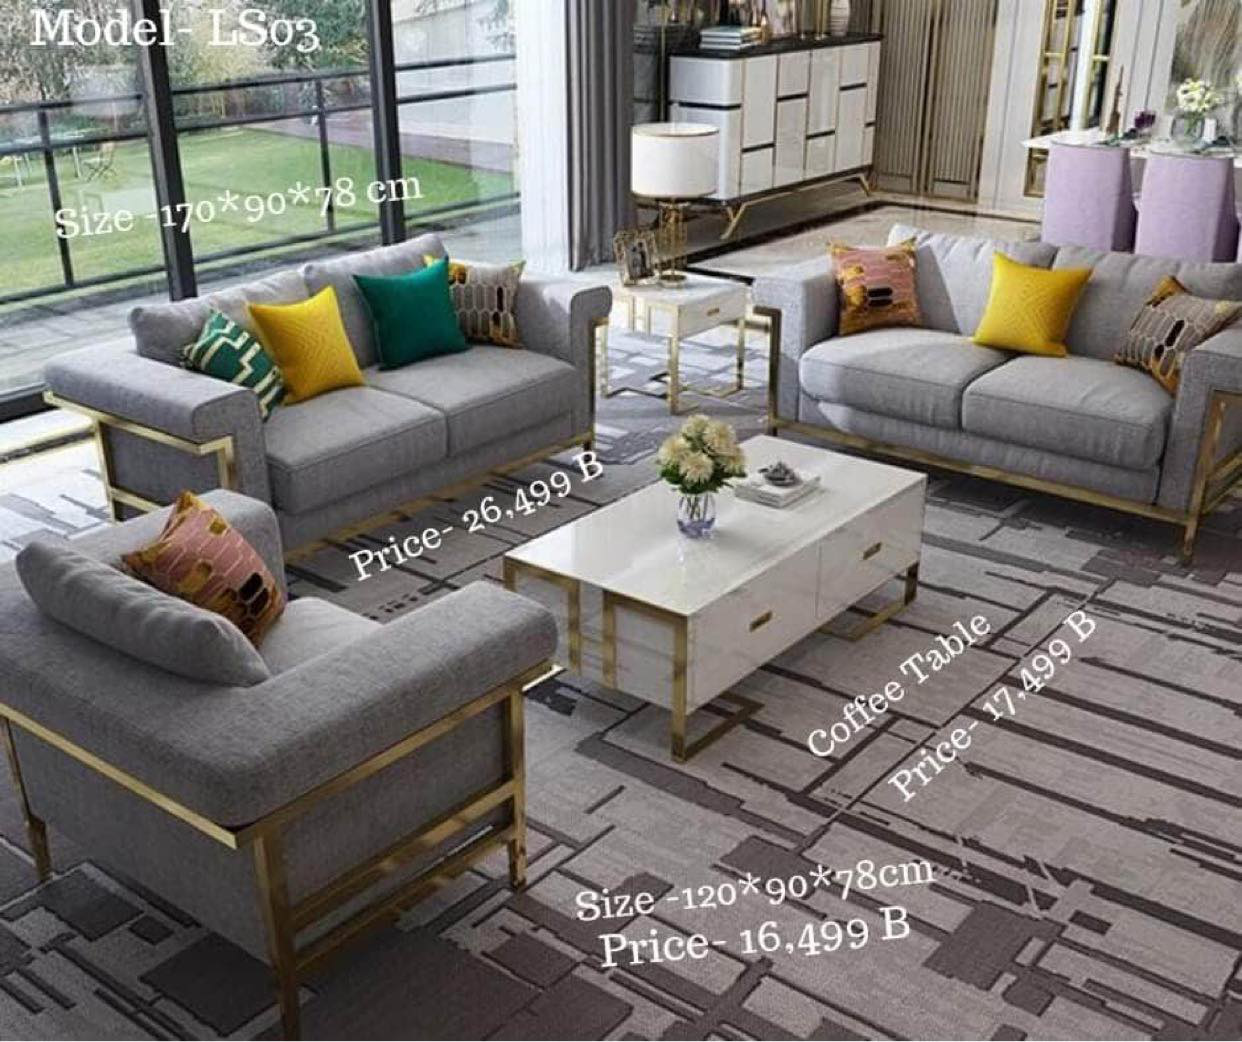 Model- LS03
Size -170*90*78 cm
Price- 26,499 B
Coffee Table
Price- 17,499 B
Size -120*90*78cm
Price- 16,499 B